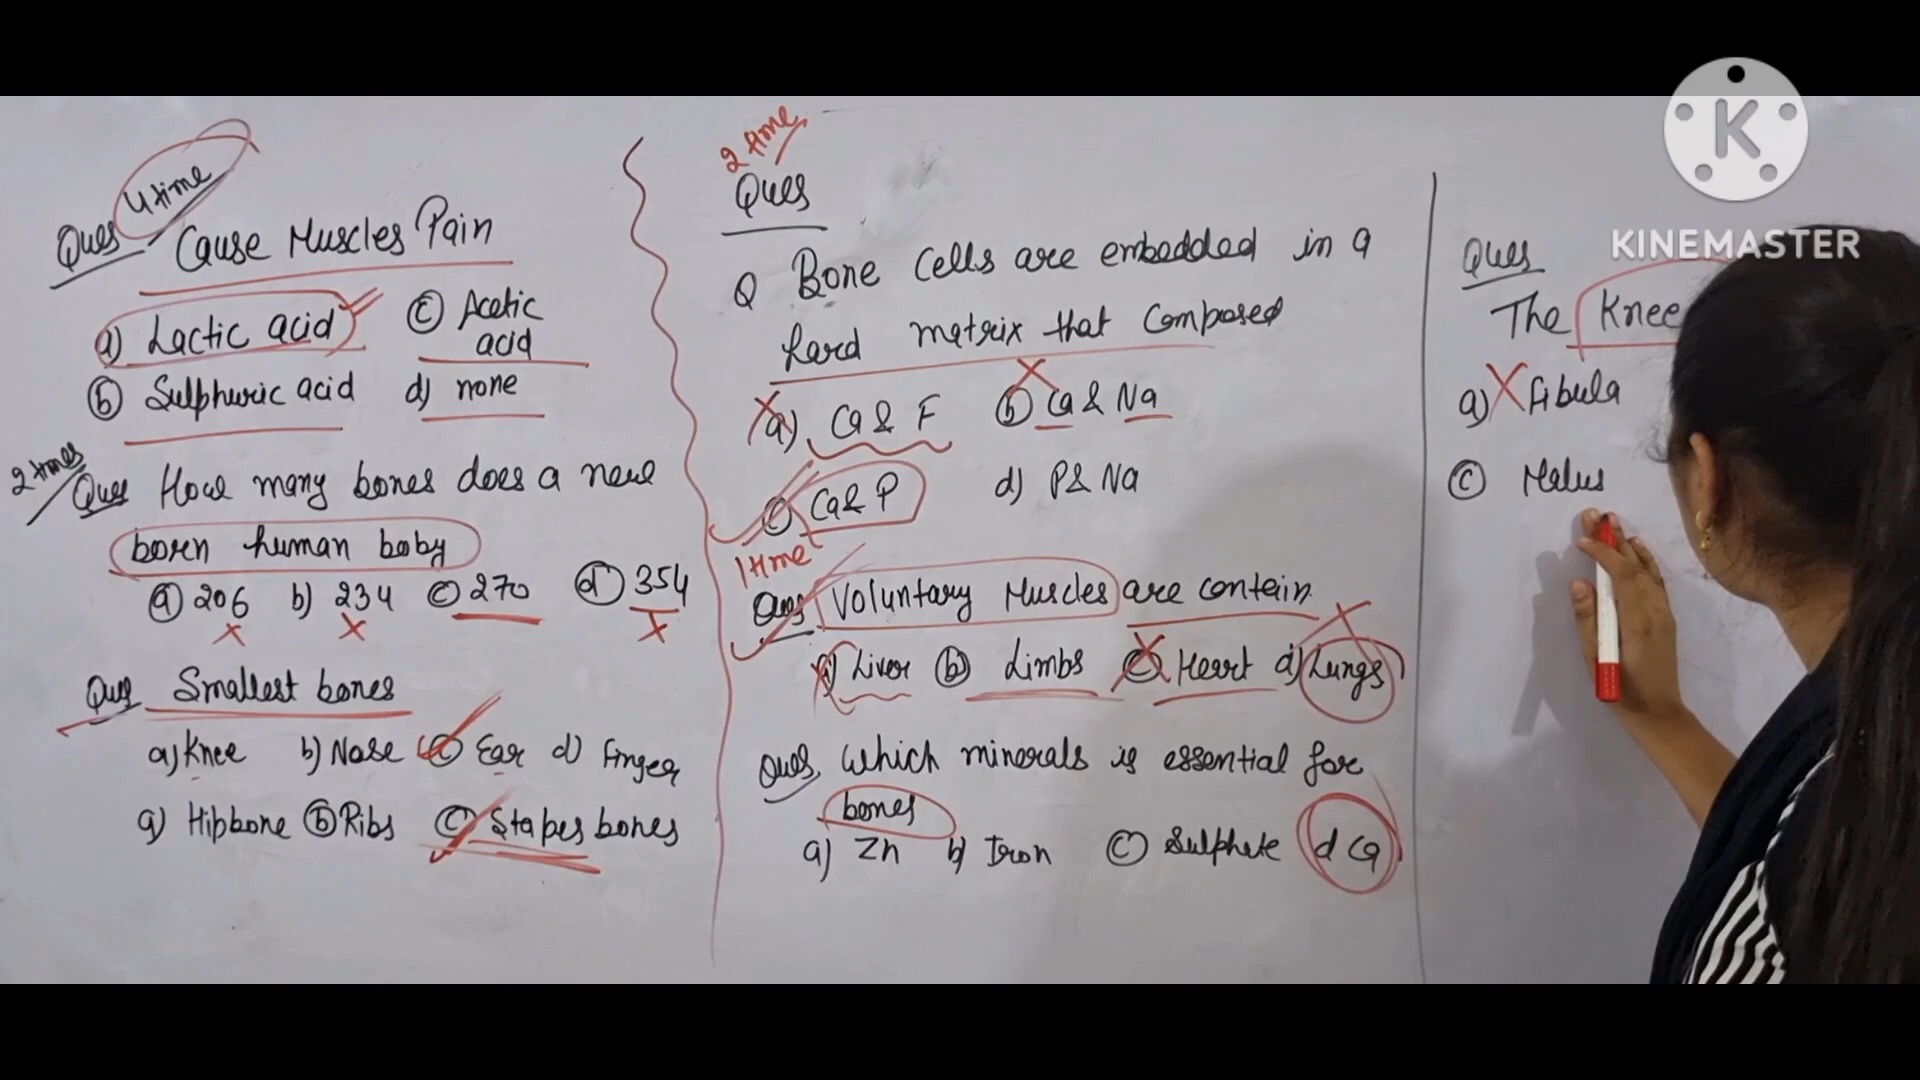 4 time
Ques Cause Muscles Pain
a) Lactic acid c) Acetic acid
b) Sulphuric acid d) none
2 times
Ques How many bones does a new
born human baby
a) 206 b) 234 c) 270 d) 354
Ques Smallest bones
a) Knee b) Nose c) Ear d) Finger
a) Hipbone b) Ribs c) Stapes bones
2 time
Ques
Q Bone Cells are embedded in a
hard matrix that Composed
a) Ca & F b) Ca & Na
c) Ca & P d) P & Na
1 time
Ques Voluntary Muscles are contain
a) Liver b) Limbs c) Heart d) Lungs
Ques Which minerals is essential for
bones
a) Zn b) Iron c) Sulphate d Ca
Ques
The Knee
a) Fibula
c) Malus
K
KINEMASTER